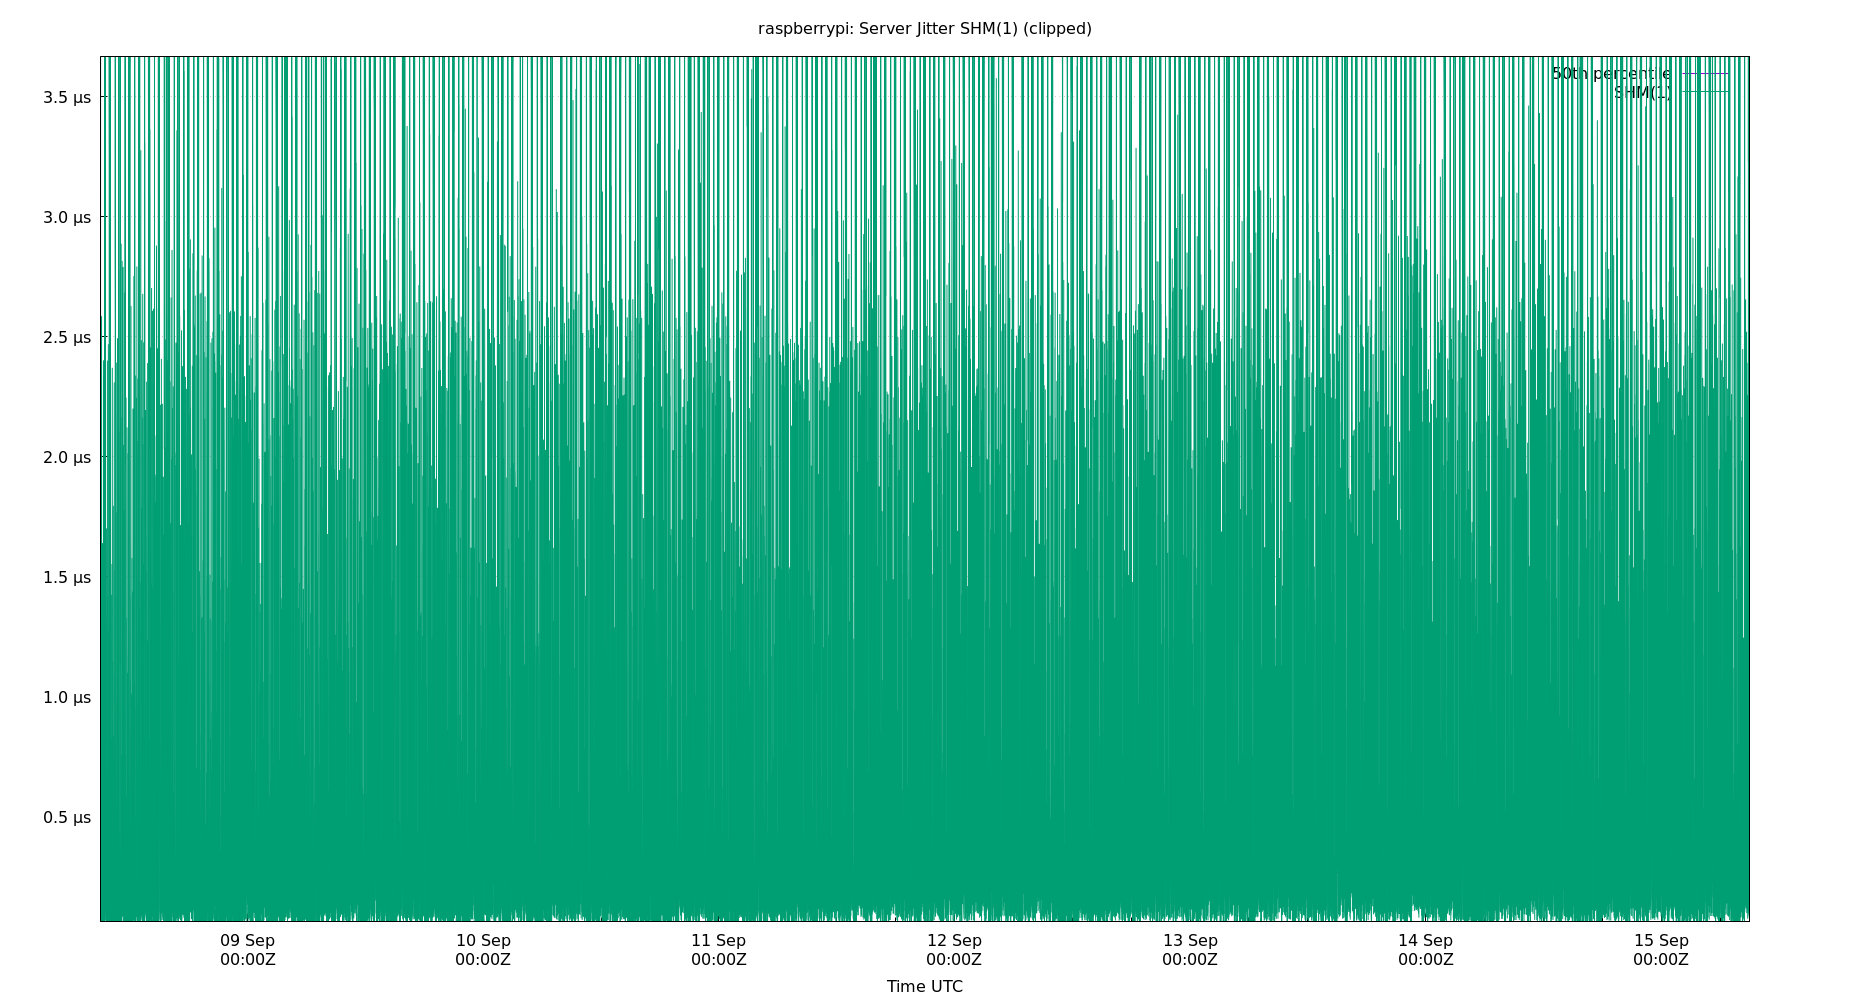 raspberrypi: Server Jitter SHM(1) (clipped)
50th percentile
SHM(1)
3.5 µs
3.0 µs
2.5 µs
2.0 µs
1.5 µs
1.0 µs
0.5 µs
09 Sep 10 Sep 11 Sep 12 Sep 13 Sep 14 Sep 15 Sep
00:00Z 00:00Z 00:00Z 00:00Z 00:00Z 00:00Z 00:00Z
Time UTC